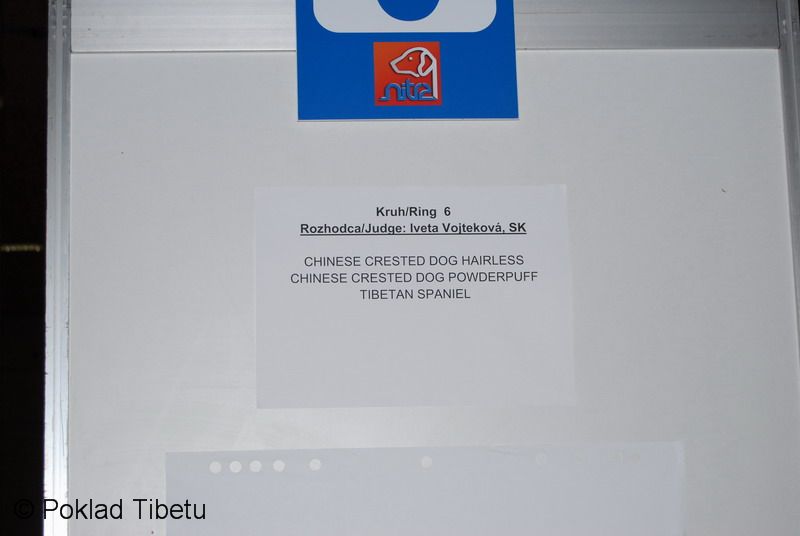 nitra
Kruh/Ring 6
Rozhodca/Judge: Iveta Vojteková, SK
CHINESE CRESTED DOG HAIRLESS
CHINESE CRESTED DOG POWDERPUFF
TIBETAN SPANIEL
© Poklad Tibetu